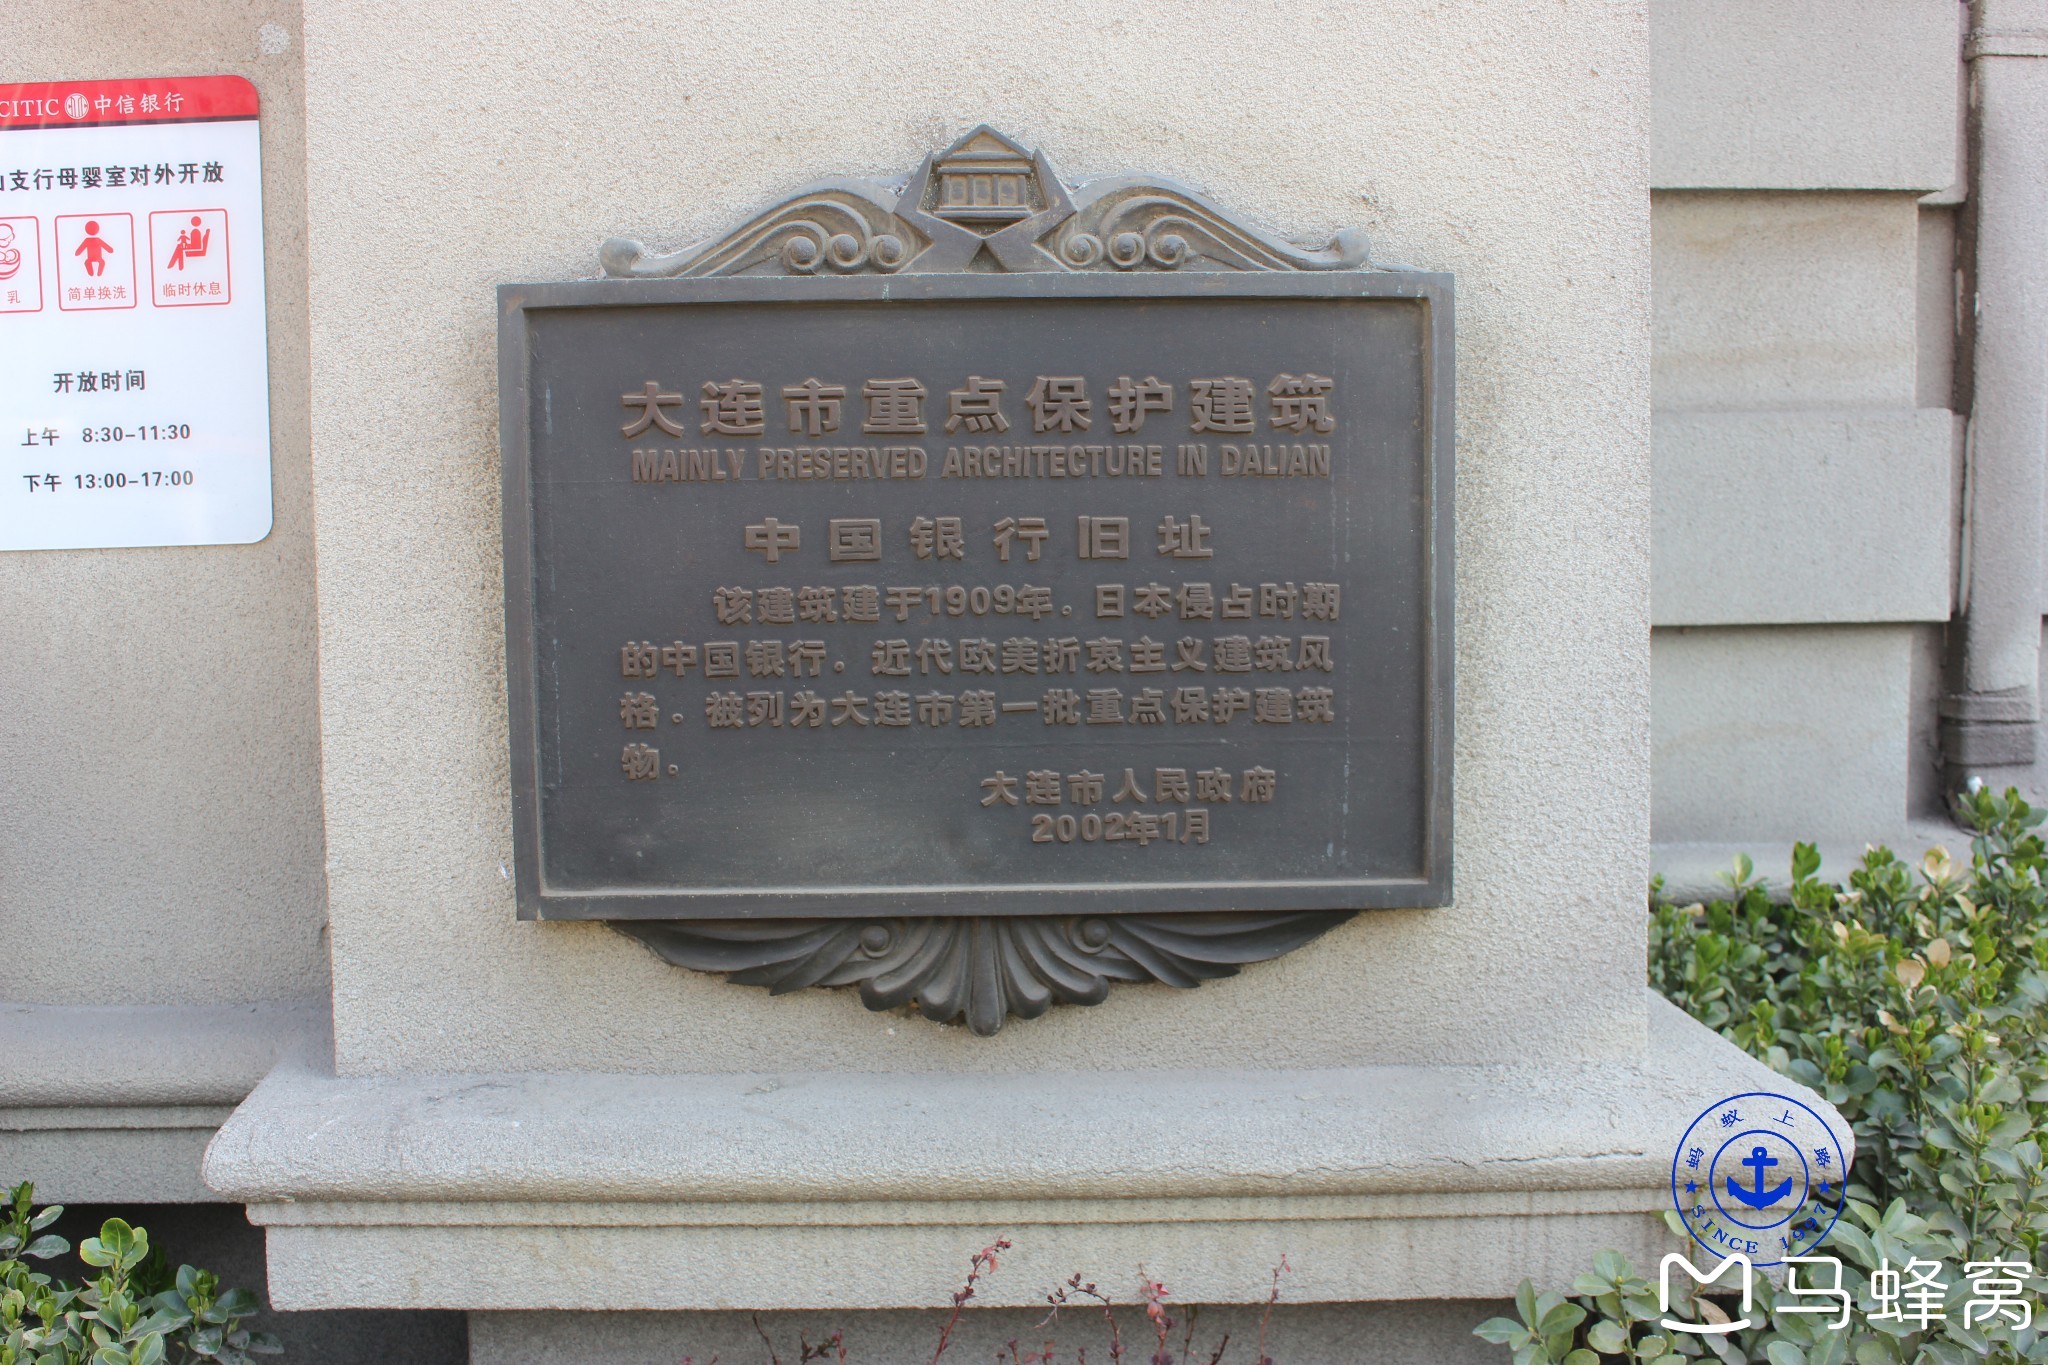 CITIC 中信银行
支行母婴室对外开放
乳
简单换洗
临时休息
开放时间
上午 8:30-11:30
下午 13:00-17:00
大连市重点保护建筑
MAINLY PRESERVED ARCHITECTURE IN DALIAN
中国银行旧址
该建筑建于1909年。日本侵占时期
的中国银行。近代欧美折衷主义建筑风
格。被列为大连市第一批重点保护建筑
物。
大连市人民政府
2002年1月
蚂蚁上路
SINCE 1997
马蜂窝